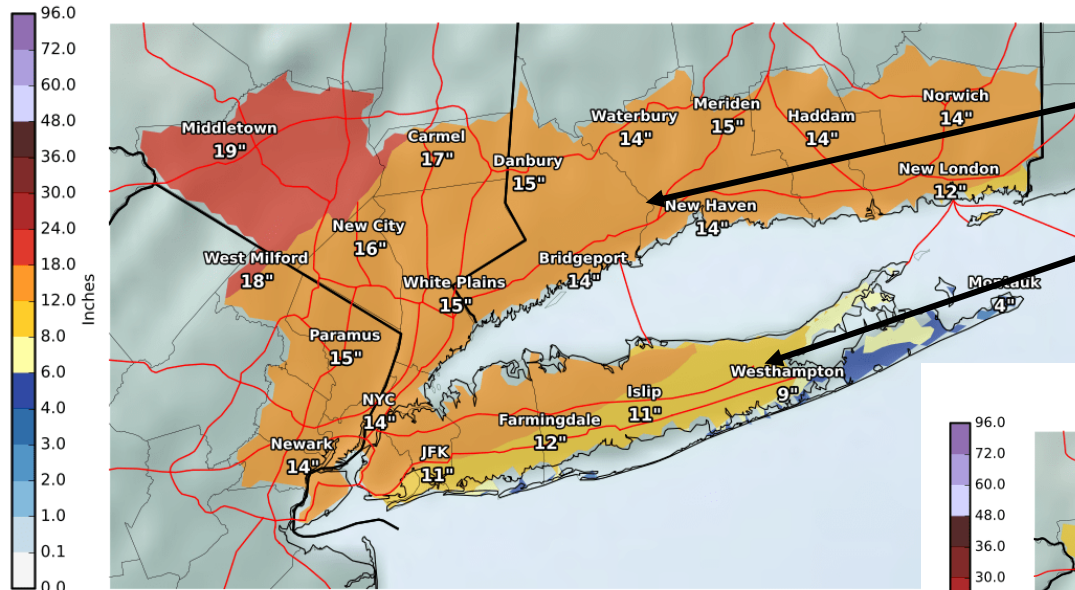 96.0
72.0
60.0
48.0
36.0
30.0
24.0
18.0
12.0
8.0
6.0
4.0
3.0
2.0
1.0
0.1
0.0
Inches
Middletown
19"
Carmel
17"
Danbury
15"
Waterbury
14"
Meriden
15"
Haddam
14"
Norwich
14"
New London
12"
New Haven
14"
New City
16"
West Milford
18"
White Plains
15"
Bridgeport
14"
Montauk
4"
Paramus
15"
Westhampton
9"
Islip
11"
NYC
14"
Farmingdale
12"
Newark
14"
JFK
11"
96.0
72.0
60.0
48.0
36.0
30.0